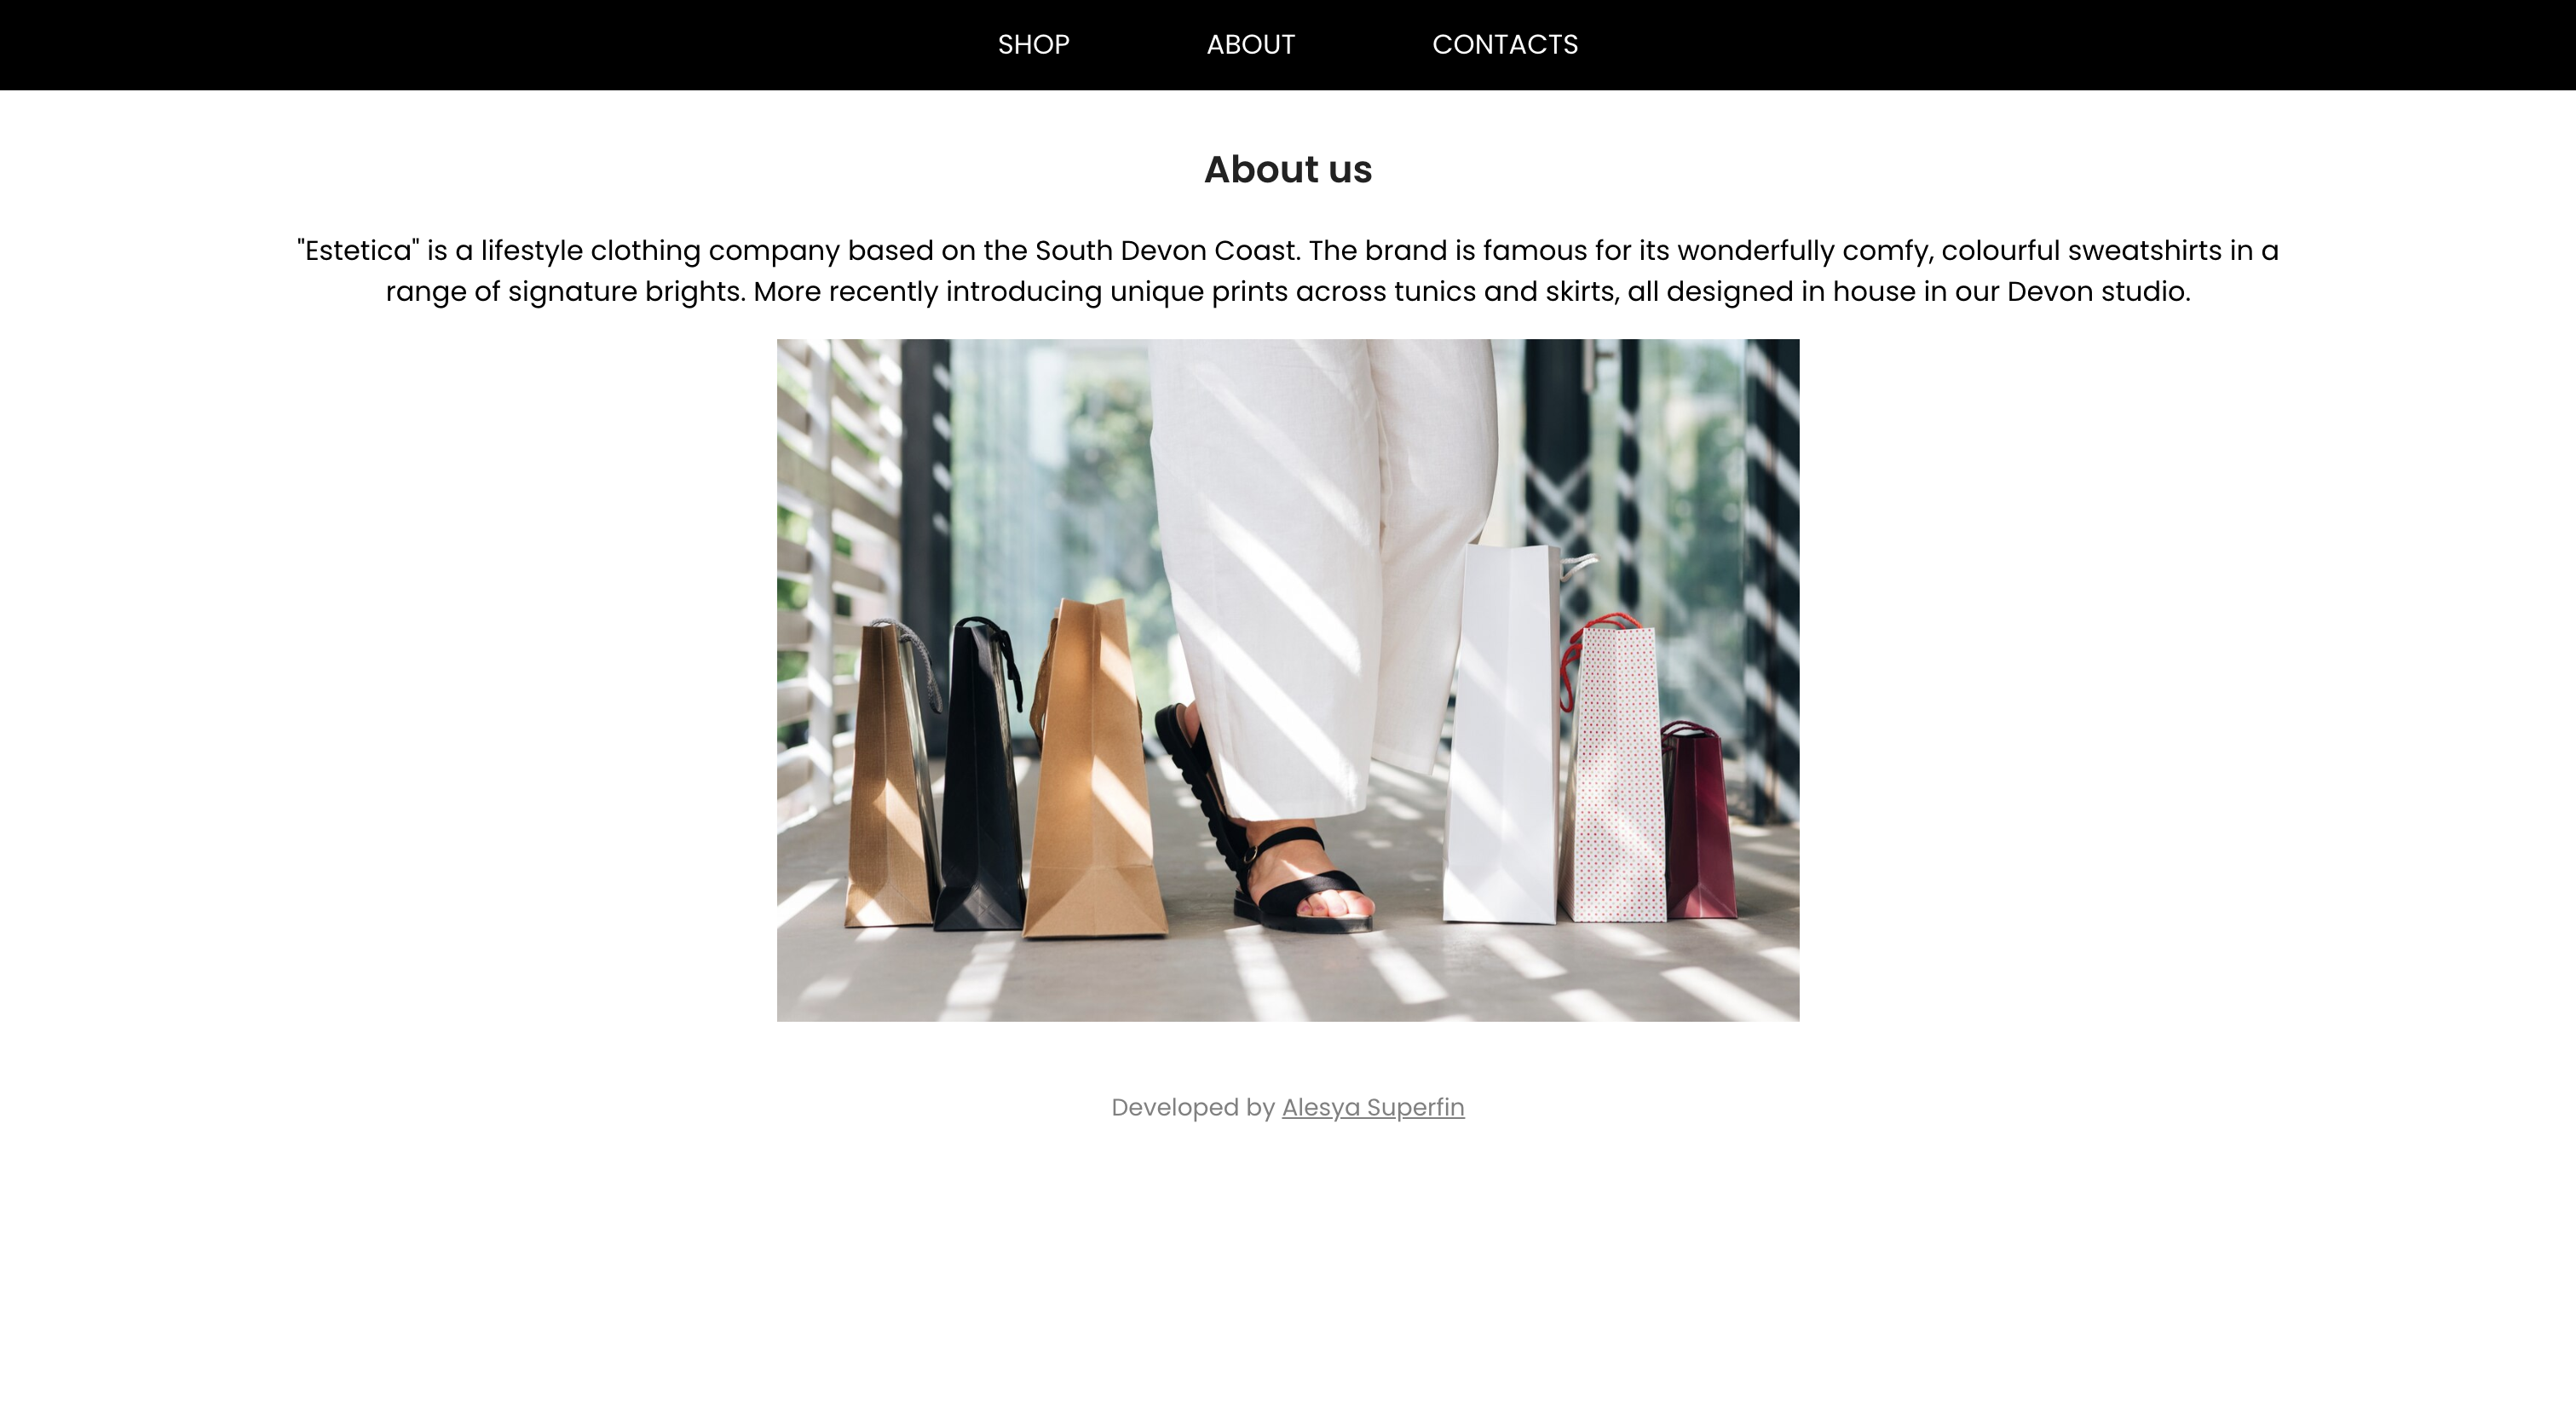 SHOP ABOUT CONTACTS
About us
"Estetica" is a lifestyle clothing company based on the South Devon Coast. The brand is famous for its wonderfully comfy, colourful sweatshirts in a
range of signature brights. More recently introducing unique prints across tunics and skirts, all designed in house in our Devon studio.
Developed by Alesya Superfin